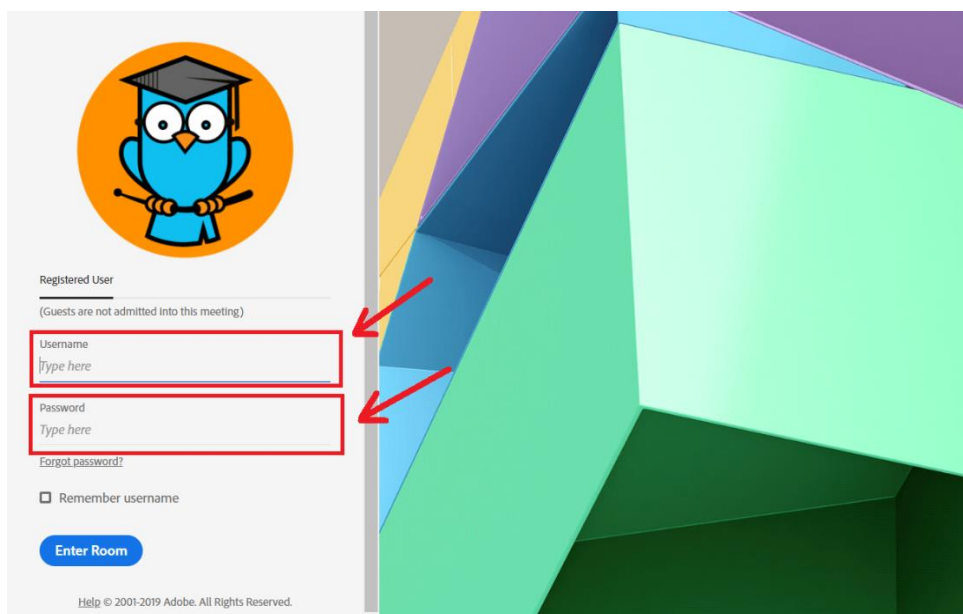 Registered User
(Guests are not admitted into this meeting)
Username
Type here
Password
Type here
Forgot password?
Remember username
Enter Room
Help © 2001-2019 Adobe. All Rights Reserved.